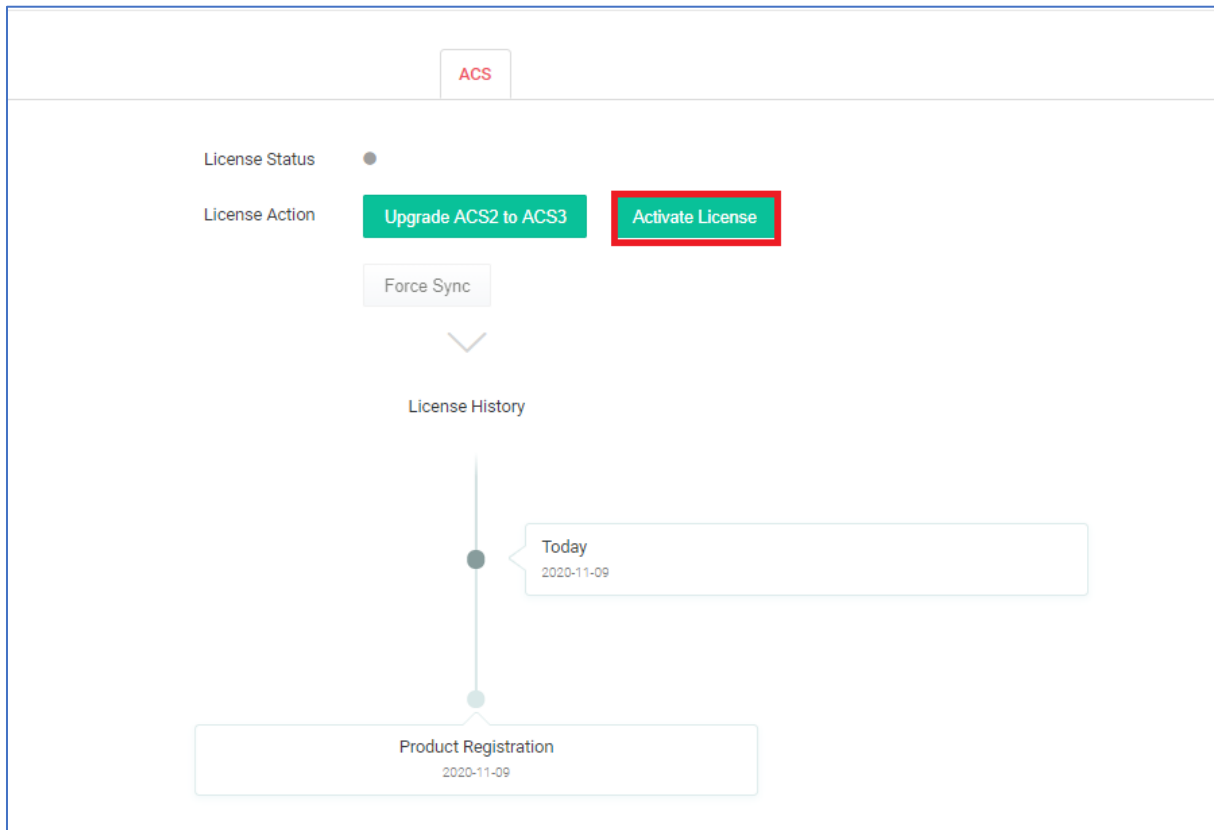 ACS
License Status
License Action
Upgrade ACS2 to ACS3
Activate License
Force Sync
License History
Today
2020-11-09
Product Registration
2020-11-09